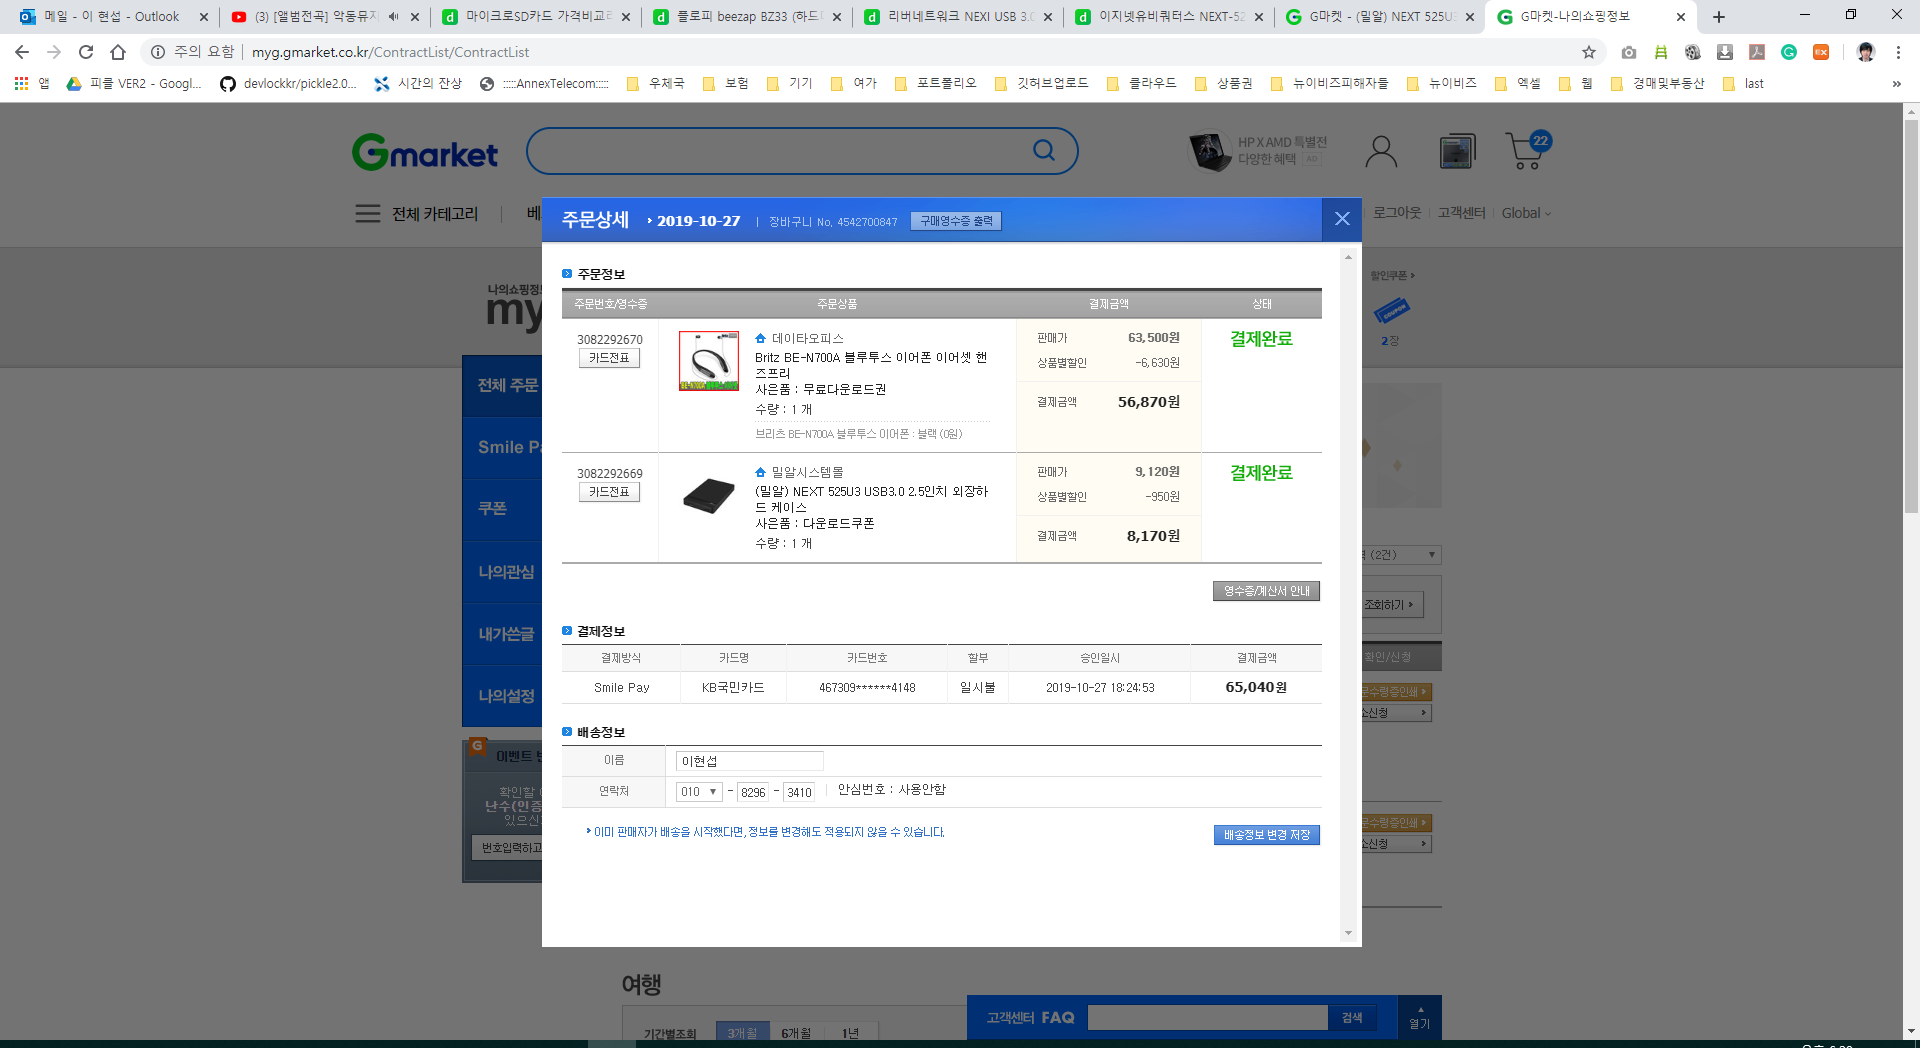 메일 - 이 현섭 - Outlook
(3) [앨범전곡] 악동뮤지
마이크로SD카드 가격비교
플로피 beezap BZ33 (하드
리버네트워크 NEXI USB 3.0
이지넷유비쿼터스 NEXT-52
G마켓 - (밀알) NEXT 525U3
G마켓-나의쇼핑정보
주의 요함
myg.gmarket.co.kr/ContractList/ContractList
앱
피클 VER2 - Googl...
devlockkr/pickle2.0...
시간의 잔상
:::::AnnexTelecom:::::
우체국
보험
기기
여가
포트폴리오
깃허브업로드
클라우드
상품권
뉴이비즈피해자들
뉴이비즈
엑셀
웹
경매및부동산
last
»
Gmarket
HP X AMD 특별전
다양한 혜택 AD
22
전체 카테고리
베
로그아웃
고객센터
Global
주문상세
2019-10-27
장바구니 No. 4542700847
구매영수증 출력
나의쇼핑정보
my
할인쿠폰
COUPON
2장
전체 주문
Smile P
쿠폰
나의관심
내가쓴글
나의설정
주문정보
주문번호/영수증 주문상품 결제금액 상태
3082292670
카드전표
데이타오피스
Britz BE-N700A 블루투스 이어폰 이어셋 핸
즈프리
사은품 : 무료다운로드권
수량 : 1 개
브리츠 BE-N700A 블루투스 이어폰 : 블랙 (0원)
판매가 63,500원
상품별할인 -6,630원
결제금액 56,870원
결제완료
3082292669
카드전표
밀알시스템몰
(밀알) NEXT 525U3 USB3.0 2.5인치 외장하
드 케이스
사은품 : 다운로드쿠폰
수량 : 1 개
판매가 9,120원
상품별할인 -950원
결제금액 8,170원
결제완료
영수증/계산서 안내
(2건)
조회하기
확인/신청
문수령증인쇄
소신청
문수령증인쇄
소신청
결제정보
결제방식 카드명 카드번호 할부 승인일시 결제금액
Smile Pay KB국민카드 467309******4148 일시불 2019-10-27 18:24:53 65,040원
배송정보
이름 이현섭
연락처 010 - 8296 - 3410 안심번호 : 사용안함
이미 판매자가 배송을 시작했다면, 정보를 변경해도 적용되지 않을 수 있습니다.
배송정보 변경 저장
G
이벤트
확인할
난수(인증
있으신
번호입력하고
여행
기간별조회 3개월 6개월 1년
고객센터 FAQ
검색
열기